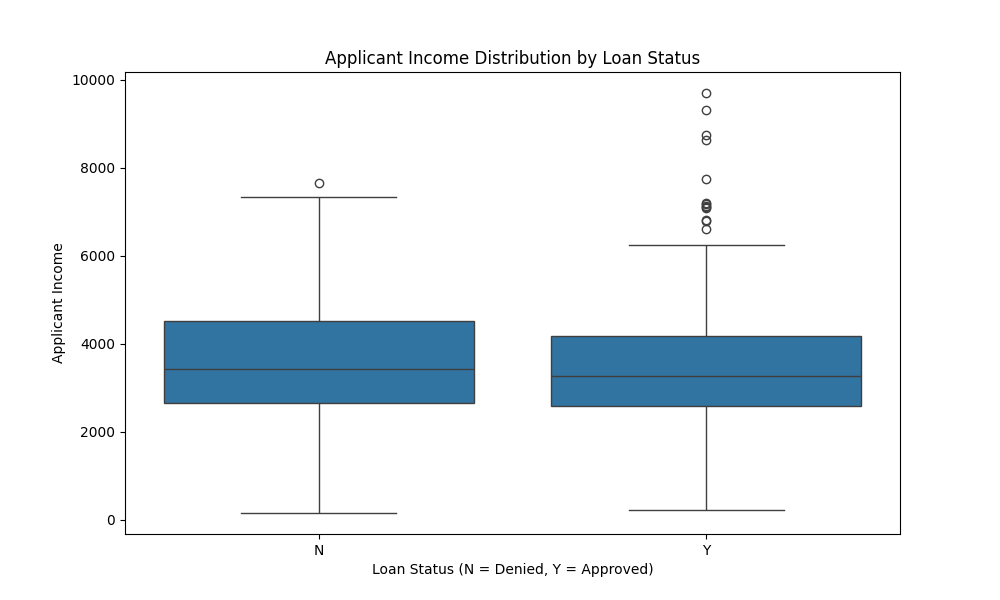 Applicant Income Distribution by Loan Status
10000
8000
6000
4000
2000
0
Applicant Income
N
Y
Loan Status (N = Denied, Y = Approved)